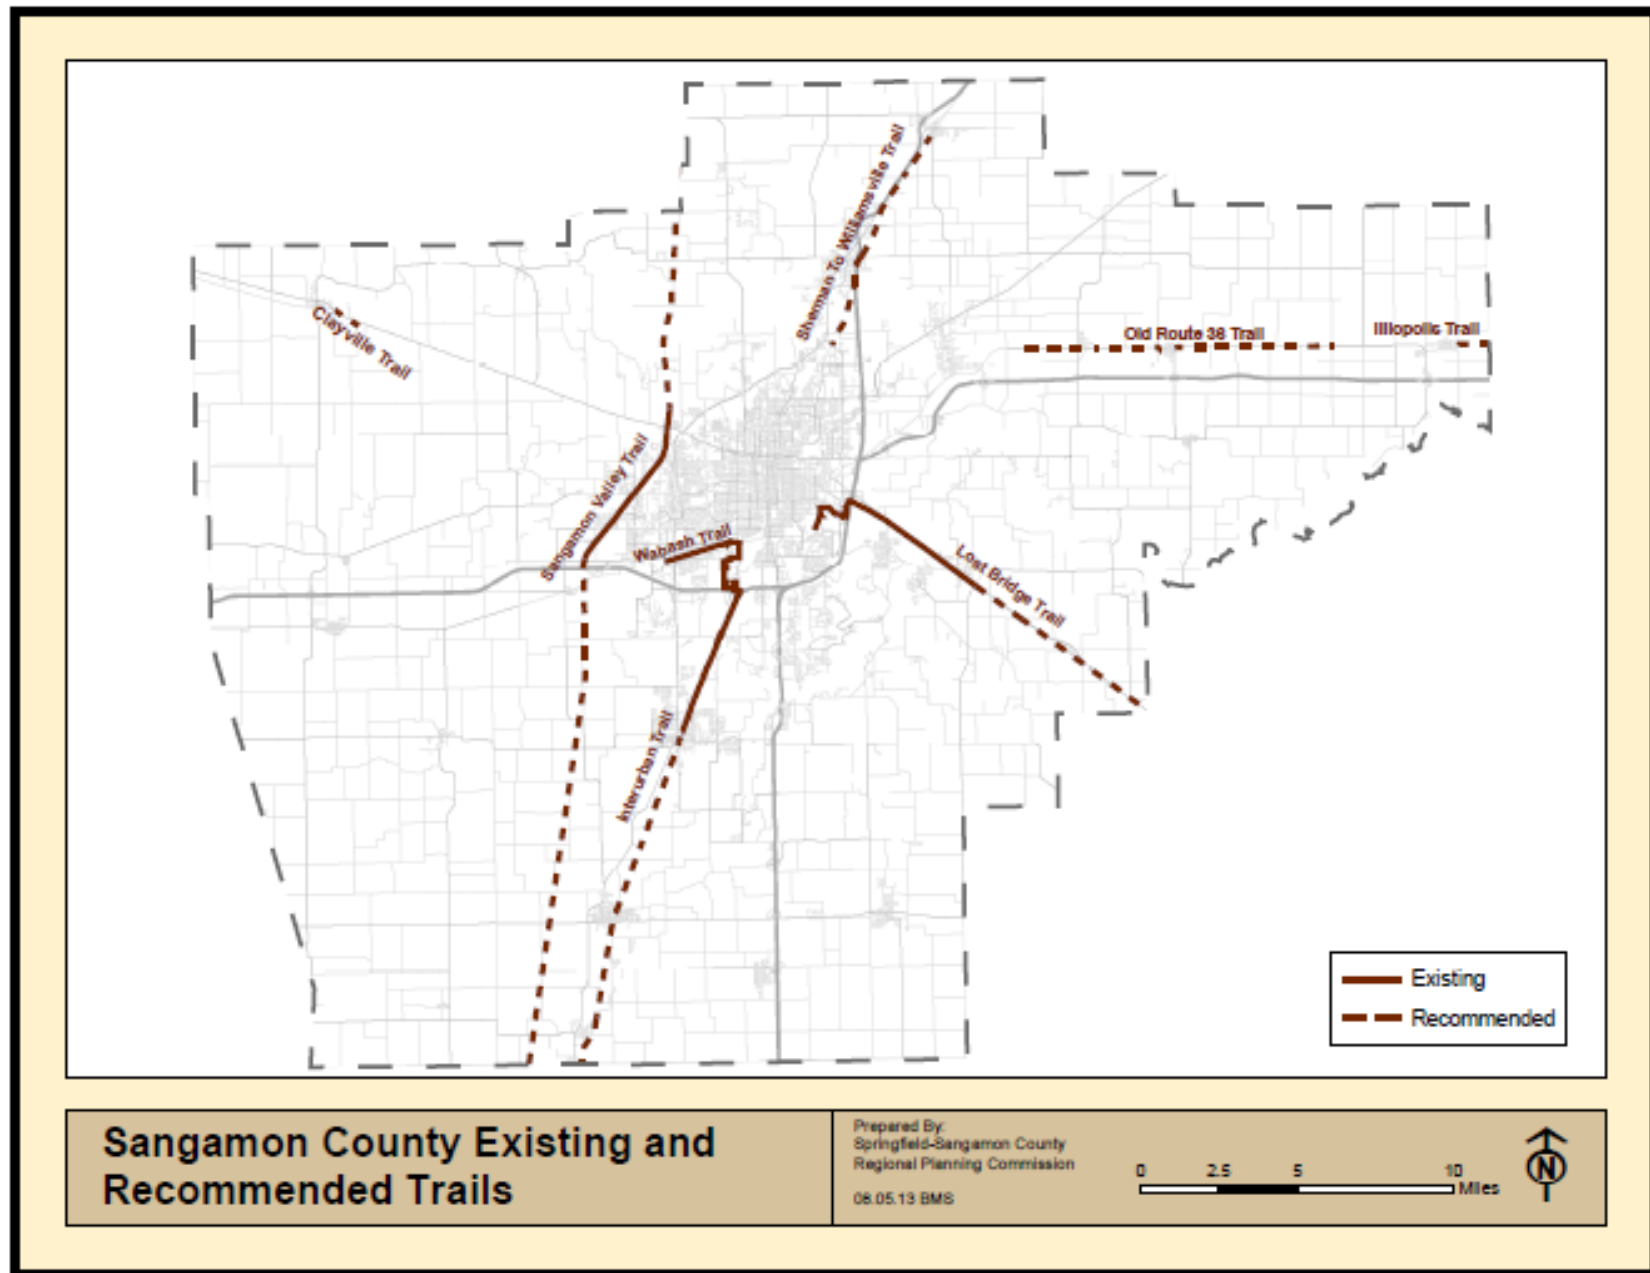 Sherman To Williamsville Trail
Clayville Trail
Old Route 36 Trail
Illiopolis Trail
Sangamon Valley Trail
Wabash Trail
Lost Bridge Trail
Interurban Trail
Existing
Recommended
Sangamon County Existing and
Recommended Trails
Prepared By:
Springfield-Sangamon County
Regional Planning Commission
08.05.13 BMS
0 2.5 5 10
Miles
N